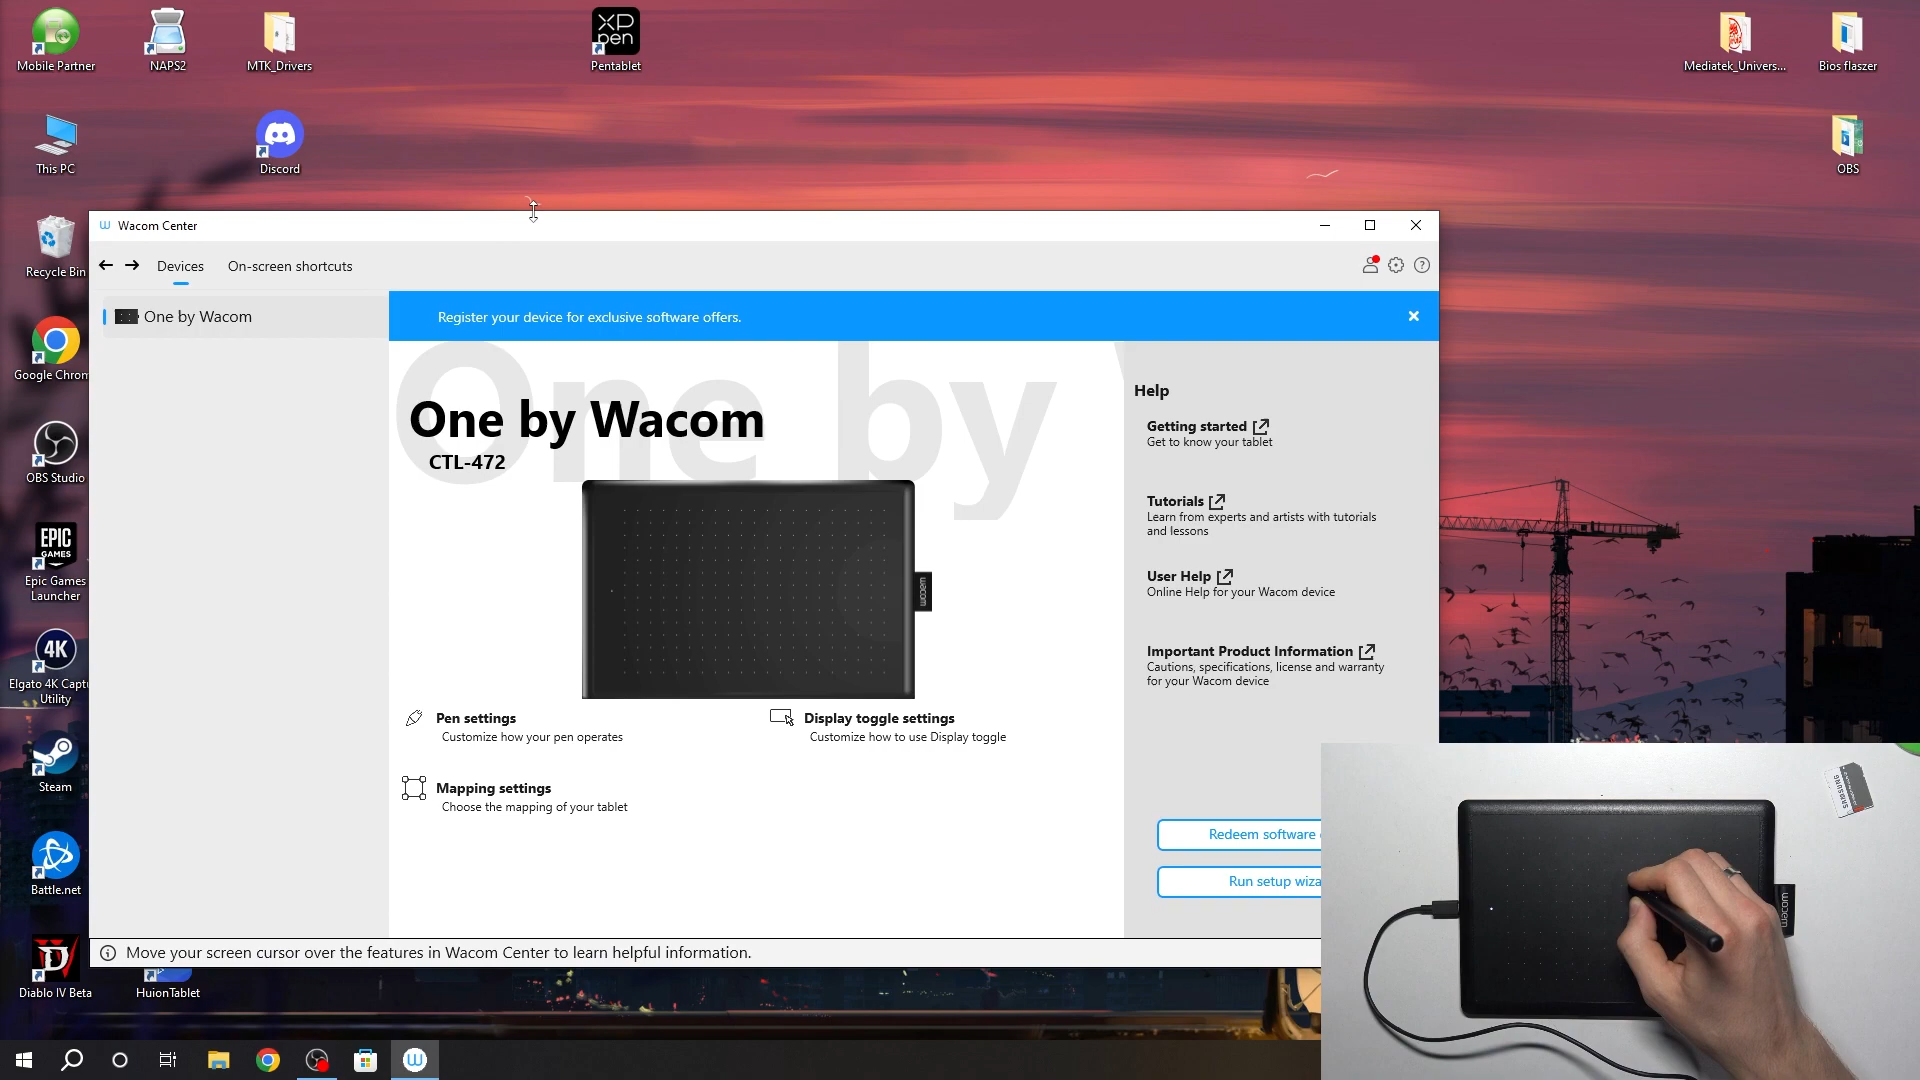 Mobile Partner
NAPS2
MTK_Drivers
XP
pen
Pentablet
Mediatek_Univers...
Bios flaszer
This PC
Discord
OBS
Recycle Bin
Google Chrom
OBS Studio
EPIC
GAMES
Epic Games
Launcher
4K
Elgato 4K Captu
Utility
Steam
Battle.net
Diablo IV Beta
HuionTablet
Wacom Center
Devices
On-screen shortcuts
One by Wacom
Register your device for exclusive software offers.
One by
One by Wacom
CTL-472
wacom
Pen settings
Customize how your pen operates
Display toggle settings
Customize how to use Display toggle
Mapping settings
Choose the mapping of your tablet
Help
Getting started
Get to know your tablet
Tutorials
Learn from experts and artists with tutorials
and lessons
User Help
Online Help for your Wacom device
Important Product Information
Cautions, specifications, license and warranty
for your Wacom device
Redeem software
Run setup wiza
Move your screen cursor over the features in Wacom Center to learn helpful information.
SAMSUNG
wacom